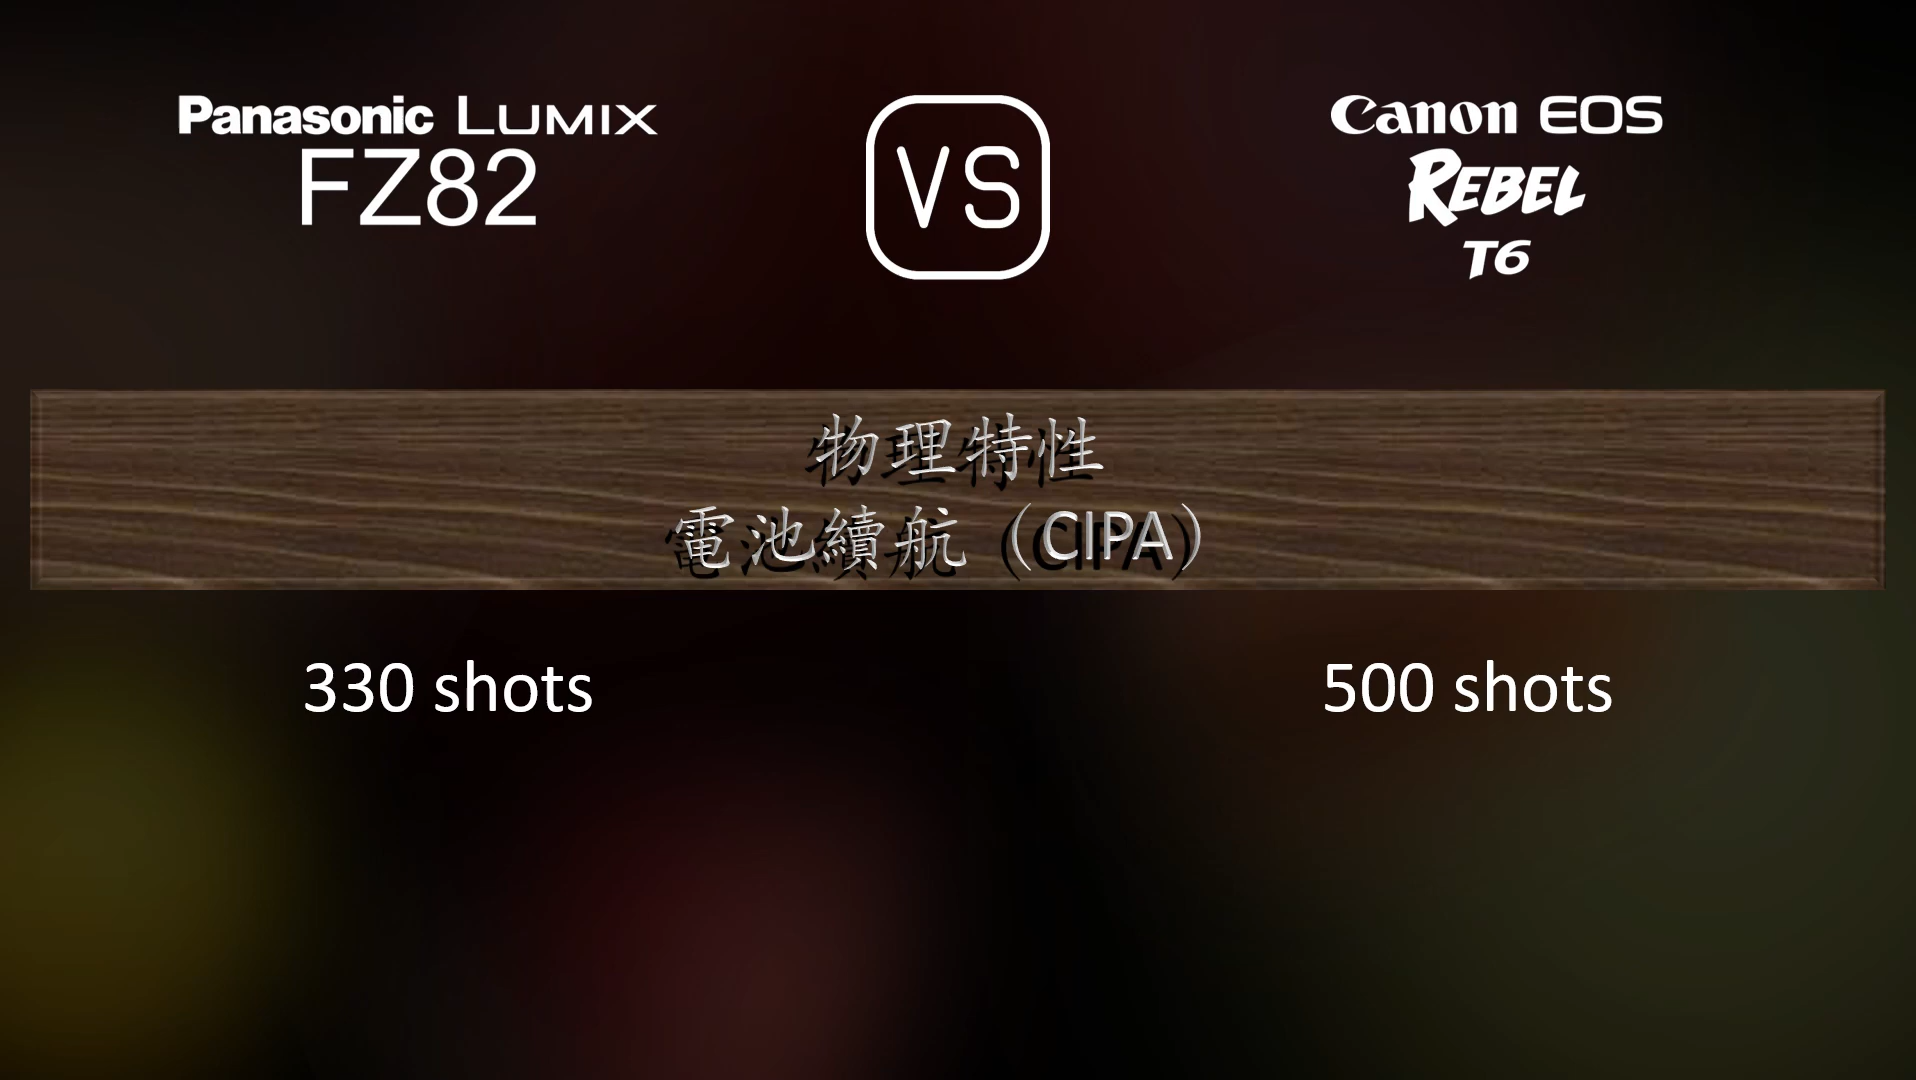 Panasonic LUMIX
FZ82
VS
Canon EOS
REBEL
T6
物理特性
電池續航（CIPA）
330 shots
500 shots